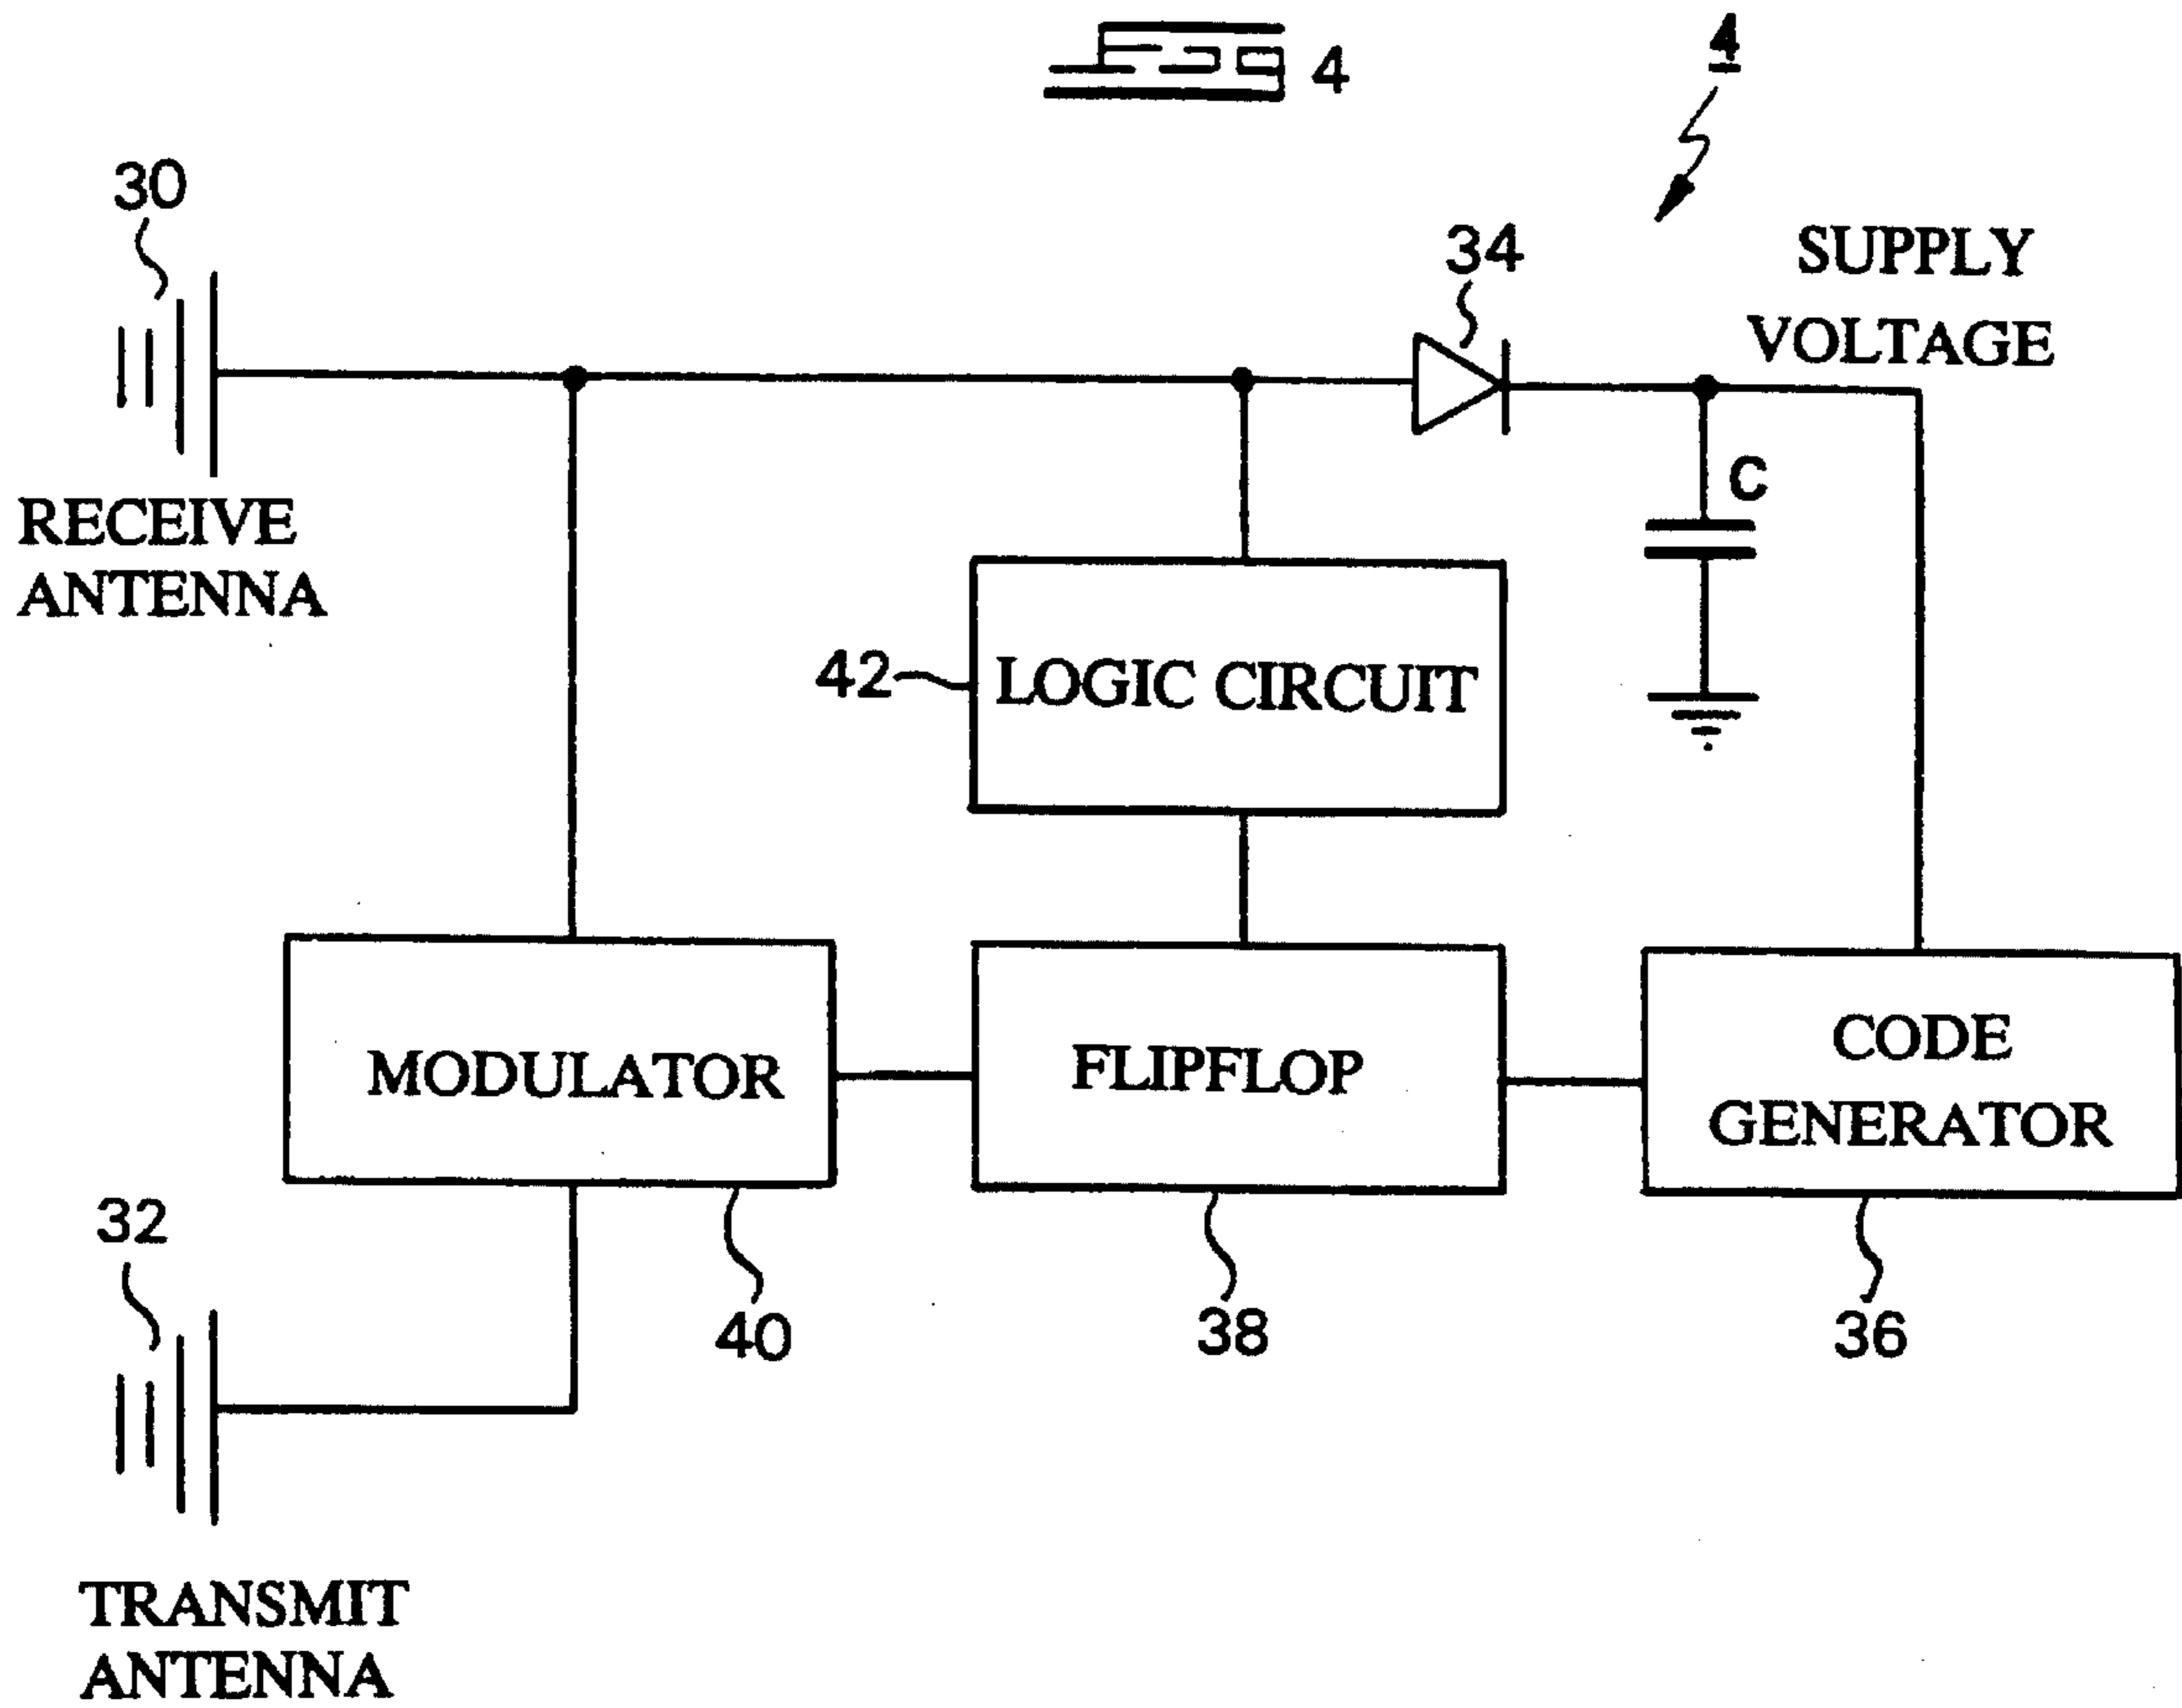 Fig 4
4
30
34
SUPPLY
VOLTAGE
C
RECEIVE
ANTENNA
42
LOGIC CIRCUIT
MODULATOR
FLIPFLOP
CODE
GENERATOR
32
40
38
36
TRANSMIT
ANTENNA